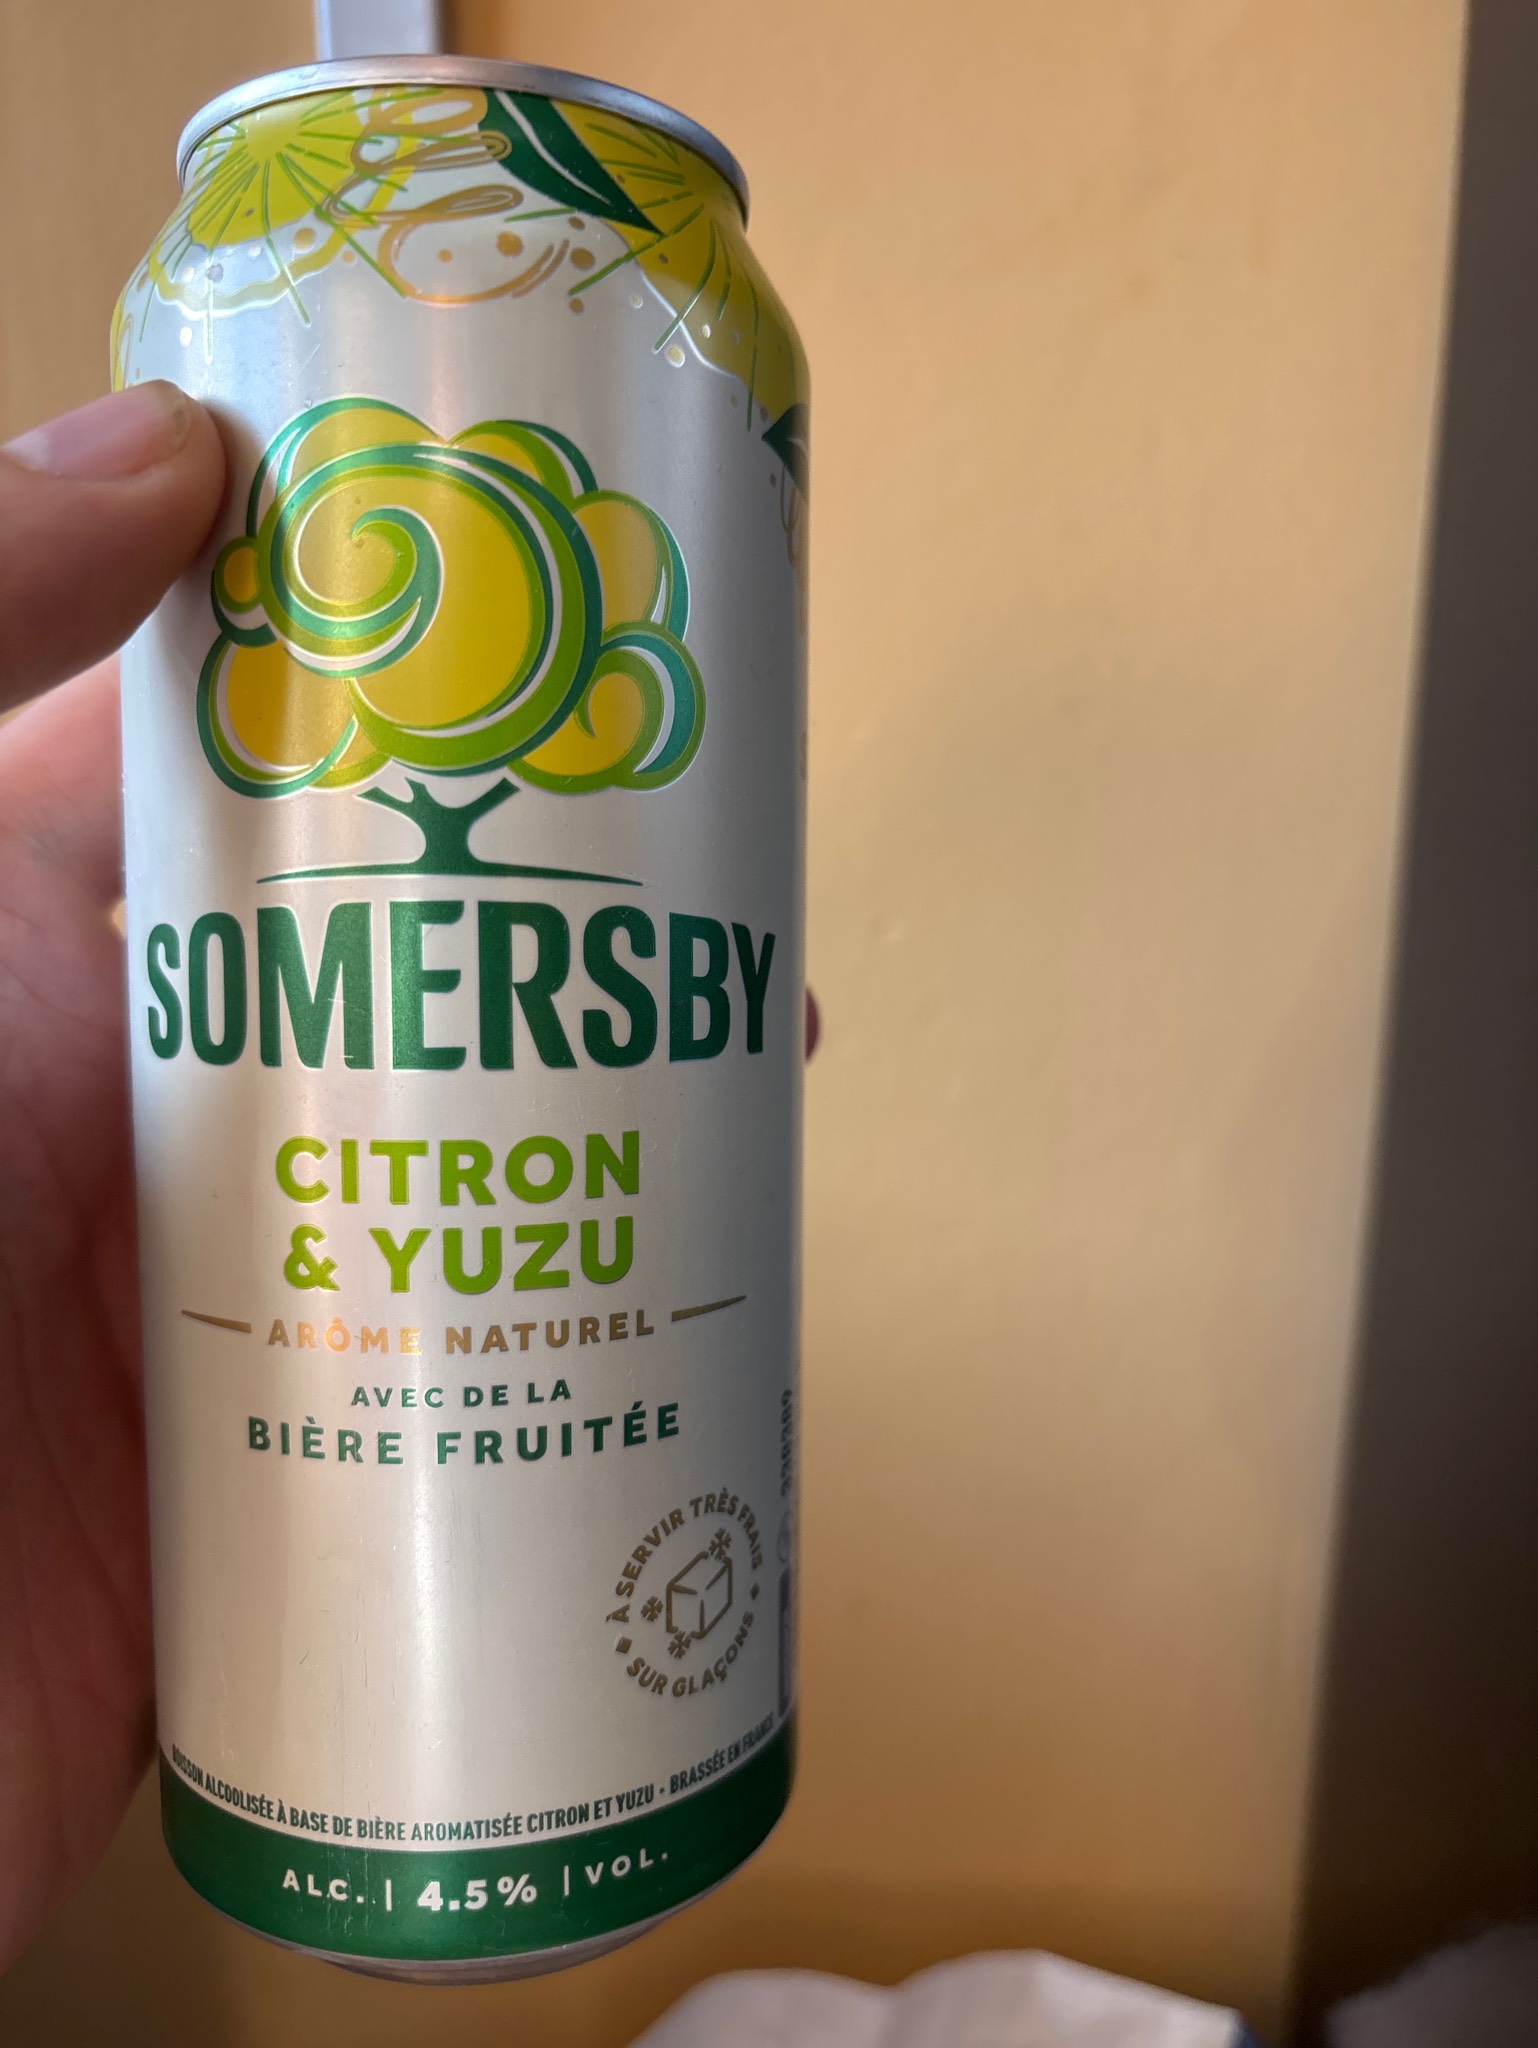 SOMERSBY
CITRON
& YUZU
ARÔME NATUREL
AVEC DE LA
BIÈRE FRUITÉE
À SERVIR TRÈS FRAIS
SUR GLAÇONS
BOISSON ALCOOLISÉE À BASE DE BIÈRE AROMATISÉE CITRON ET YUZU - BRASSÉE EN FRANCE
ALC. | 4.5% | VOL.